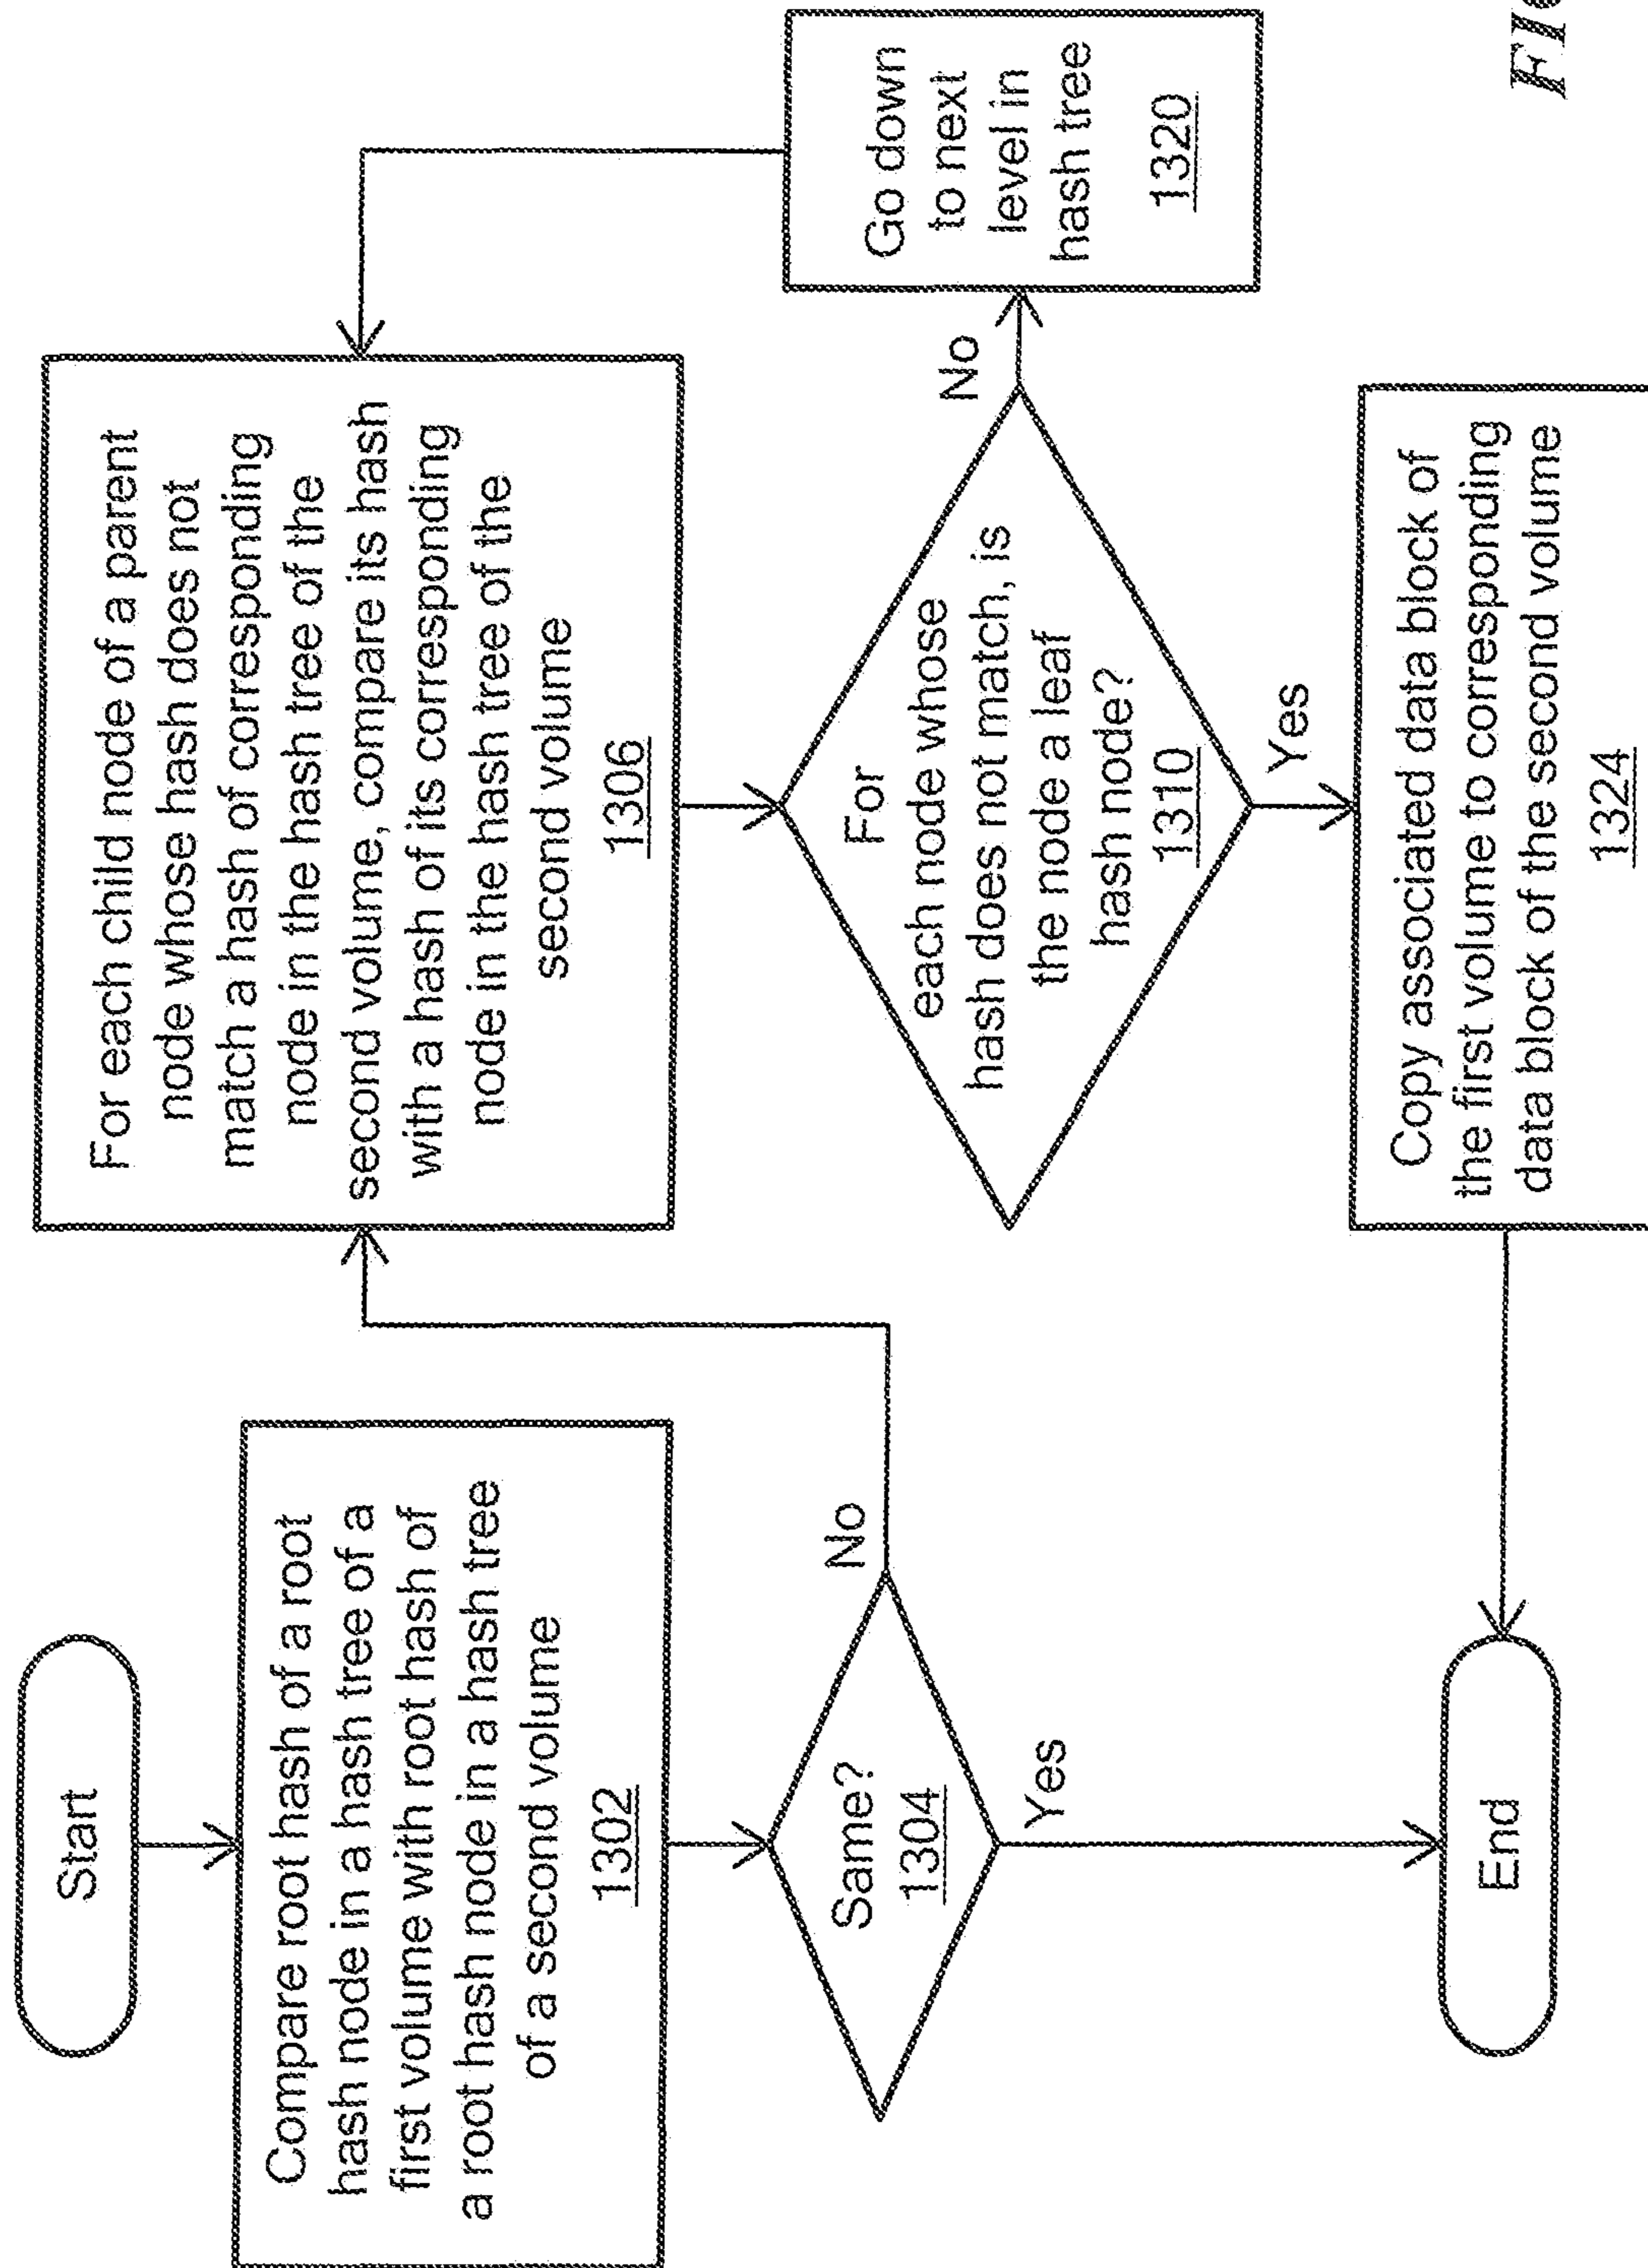 Start
Compare root hash of a root
hash node in a hash tree of a
first volume with root hash of
a root hash node in a hash tree
of a second volume
1302
Same?
1304
No
Yes
End
For each child node of a parent
node whose hash does not
match a hash of corresponding
node in the hash tree of the
second volume, compare its hash
with a hash of its corresponding
node in the hash tree of the
second volume
1306
For
each node whose
hash does not match, is
the node a leaf
hash node?
1310
No
Yes
Go down
to next
level in
hash tree
1320
Copy associated data block of
the first volume to corresponding
data block of the second volume
1324